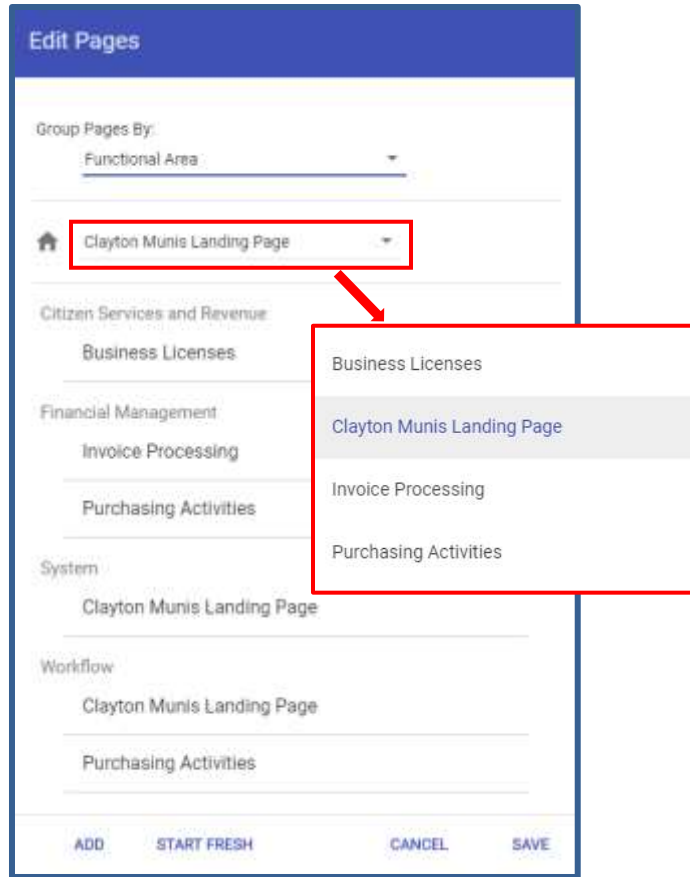 Edit Pages
Group Pages By:
Functional Area
Clayton Munis Landing Page
Citizen Services and Revenue
Business Licenses
Financial Management
Invoice Processing
Purchasing Activities
System
Clayton Munis Landing Page
Workflow
Clayton Munis Landing Page
Purchasing Activities
ADD START FRESH CANCEL SAVE
Business Licenses
Clayton Munis Landing Page
Invoice Processing
Purchasing Activities